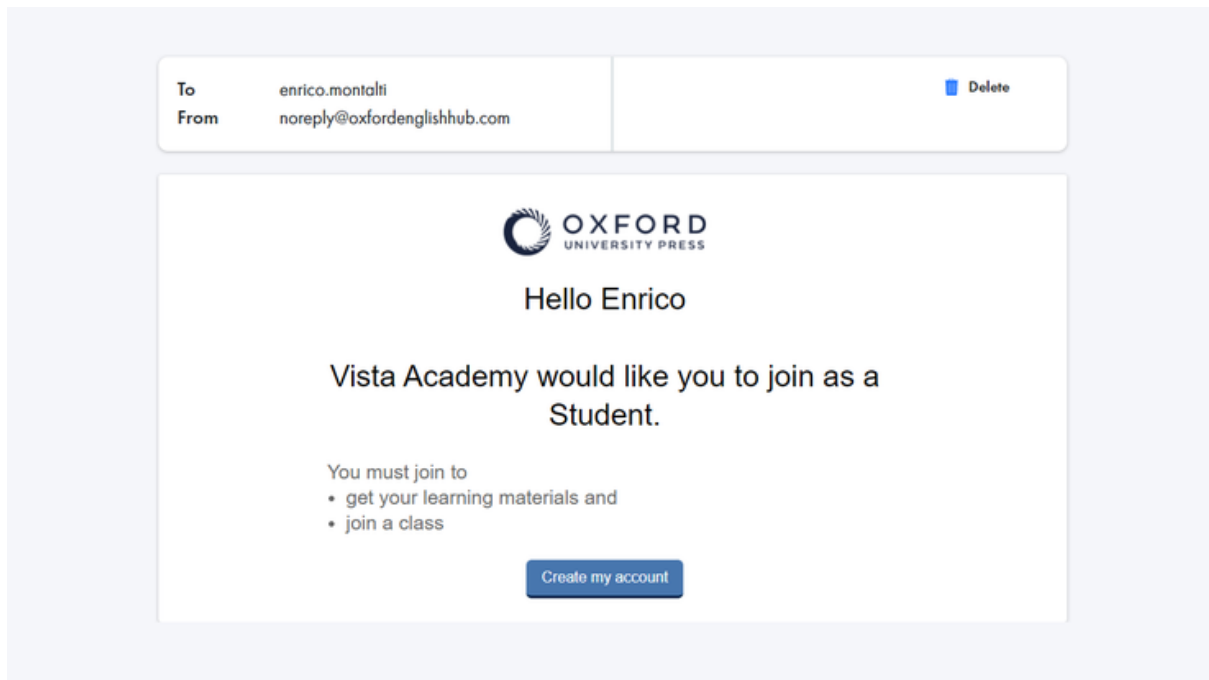 To enrico.montalti
Delete
From noreply@oxfordenglishhub.com
OXFORD
UNIVERSITY PRESS
Hello Enrico
Vista Academy would like you to join as a
Student.
You must join to
• get your learning materials and
• join a class
Create my account